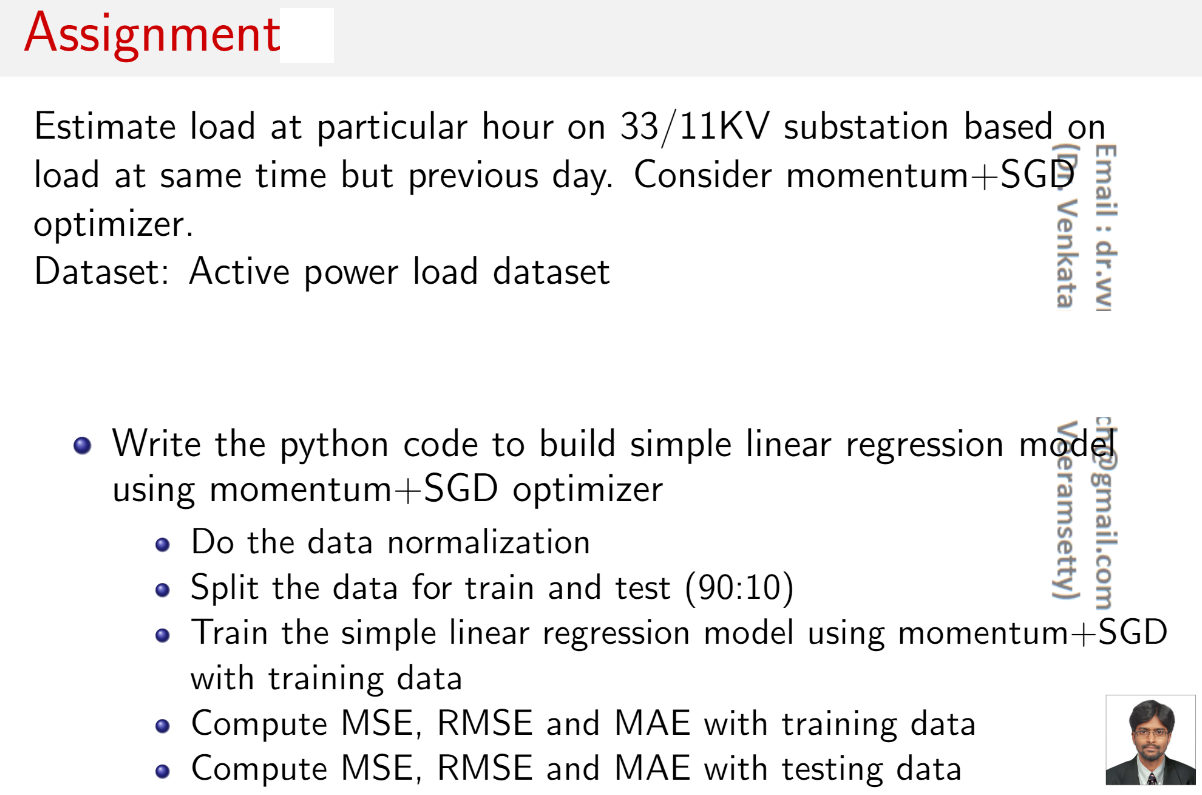 Assignment
Estimate load at particular hour on 33/11KV substation based on
load at same time but previous day. Consider momentum+SGD
optimizer.
Dataset: Active power load dataset
Write the python code to build simple linear regression model
using momentum+SGD optimizer
Do the data normalization
Split the data for train and test (90:10)
Train the simple linear regression model using momentum+SGD
with training data
Compute MSE, RMSE and MAE with training data
Compute MSE, RMSE and MAE with testing data
(Dr. Venkata
Email : dr.vv
Veeramsetty)
ch@gmail.com